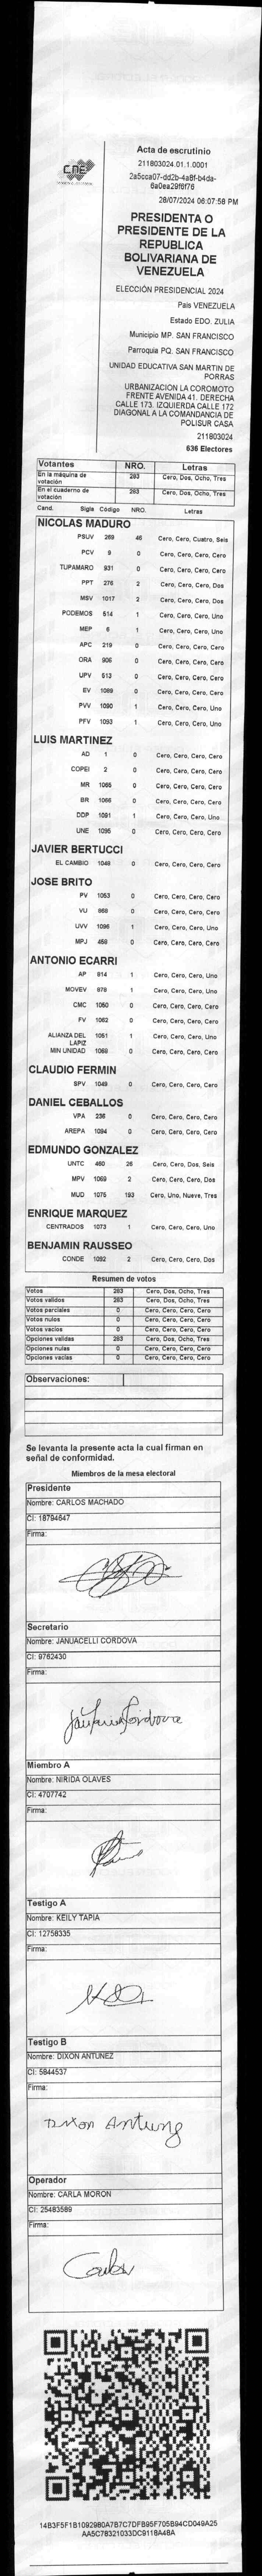 CNE
Acta de escrutinio
211803024.01.1.0001
2a5cca07-dd2b-4a8f-b4da-
6a0ea29f6f76
28/07/2024 06:07:58 PM
PRESIDENTA O
PRESIDENTE DE LA
REPUBLICA
BOLIVARIANA DE
VENEZUELA
ELECCIÓN PRESIDENCIAL 2024
País VENEZUELA
Estado EDO. ZULIA
Municipio MP. SAN FRANCISCO
Parroquia PQ. SAN FRANCISCO
UNIDAD EDUCATIVA SAN MARTIN DE
PORRAS
URBANIZACION LA COROMOTO
FRENTE AVENIDA 41. DERECHA
CALLE 173. IZQUIERDA CALLE 172
DIAGONAL A LA COMANDANCIA DE
POLISUR CASA
211803024
636 Electores
Votantes NRO. Letras
En la máquina de votación 283 Cero, Dos, Ocho, Tres
En el cuaderno de votación 283 Cero, Dos, Ocho, Tres
Cand. Sigla Código NRO. Letras
NICOLAS MADURO
PSUV 269 46 Cero, Cero, Cuatro, Seis
PCV 9 0 Cero, Cero, Cero, Cero
TUPAMARO 931 0 Cero, Cero, Cero, Cero
PPT 276 2 Cero, Cero, Cero, Dos
MSV 1017 2 Cero, Cero, Cero, Dos
PODEMOS 514 1 Cero, Cero, Cero, Uno
MEP 6 1 Cero, Cero, Cero, Uno
APC 219 0 Cero, Cero, Cero, Cero
ORA 906 0 Cero, Cero, Cero, Cero
UPV 513 0 Cero, Cero, Cero, Cero
EV 1089 0 Cero, Cero, Cero, Cero
PVV 1090 1 Cero, Cero, Cero, Uno
PFV 1093 1 Cero, Cero, Cero, Uno
LUIS MARTINEZ
AD 1 0 Cero, Cero, Cero, Cero
COPEI 2 0 Cero, Cero, Cero, Cero
MR 1065 0 Cero, Cero, Cero, Cero
BR 1066 0 Cero, Cero, Cero, Cero
DDP 1091 1 Cero, Cero, Cero, Uno
UNE 1095 0 Cero, Cero, Cero, Cero
JAVIER BERTUCCI
EL CAMBIO 1048 0 Cero, Cero, Cero, Cero
JOSE BRITO
PV 1053 0 Cero, Cero, Cero, Cero
VU 868 0 Cero, Cero, Cero, Cero
UVV 1096 1 Cero, Cero, Cero, Uno
MPJ 458 0 Cero, Cero, Cero, Cero
ANTONIO ECARRI
AP 814 1 Cero, Cero, Cero, Uno
MOVEV 879 1 Cero, Cero, Cero, Uno
CMC 1050 0 Cero, Cero, Cero, Cero
FV 1062 0 Cero, Cero, Cero, Cero
ALIANZA DEL LAPIZ 1051 1 Cero, Cero, Cero, Uno
MIN UNIDAD 1068 0 Cero, Cero, Cero, Cero
CLAUDIO FERMIN
SPV 1049 0 Cero, Cero, Cero, Cero
DANIEL CEBALLOS
VPA 236 0 Cero, Cero, Cero, Cero
AREPA 1094 0 Cero, Cero, Cero, Cero
EDMUNDO GONZALEZ
UNTC 460 26 Cero, Cero, Dos, Seis
MPV 1069 2 Cero, Cero, Cero, Dos
MUD 1075 193 Cero, Uno, Nueve, Tres
ENRIQUE MARQUEZ
CENTRADOS 1073 1 Cero, Cero, Cero, Uno
BENJAMIN RAUSSEO
CONDE 1092 2 Cero, Cero, Cero, Dos
Resumen de votos
Votos 283 Cero, Dos, Ocho, Tres
Votos validos 283 Cero, Dos, Ocho, Tres
Votos parciales 0 Cero, Cero, Cero, Cero
Votos nulos 0 Cero, Cero, Cero, Cero
Votos vacíos 0 Cero, Cero, Cero, Cero
Opciones validas 283 Cero, Dos, Ocho, Tres
Opciones nulas 0 Cero, Cero, Cero, Cero
Opciones vacías 0 Cero, Cero, Cero, Cero
Observaciones:
Se levanta la presente acta la cual firman en
señal de conformidad.
Miembros de la mesa electoral
Presidente
Nombre: CARLOS MACHADO
CI: 18794647
Firma:
Secretario
Nombre: JANUACELLI CORDOVA
CI: 9762430
Firma:
Miembro A
Nombre: NIRIDA OLAVES
CI: 4707742
Firma:
Testigo A
Nombre: KEILY TAPIA
CI: 12758335
Firma:
Testigo B
Nombre: DIXON ANTUNEZ
CI: 5844537
Firma:
Dixon Antunez
Operador
Nombre: CARLA MORON
CI: 25483589
Firma:
14B3F5F1B1092980A7B7C7DFB95F705B94CD049A25
AA5C78321033DC9118A4BA